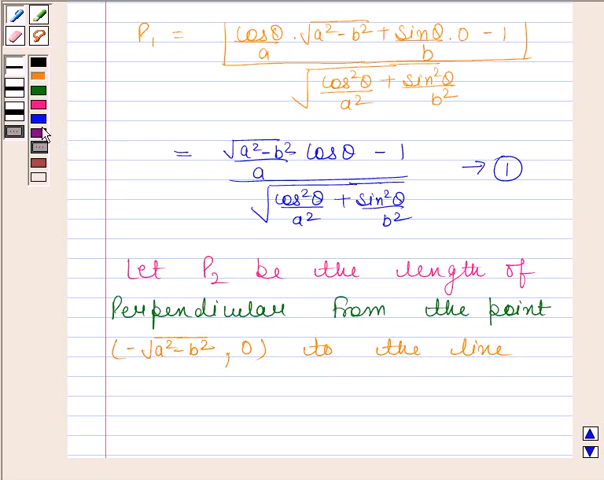 P₁ = |cosθ/a · √(a²-b²) + sinθ/b · 0 - 1| / √(cos²θ/a² + sin²θ/b²)
= (√(a²-b²)/a cosθ - 1) / √(cos²θ/a² + sin²θ/b²) → ①
Let P₂ be the length of
Perpendicular from the point
(-√(a²-b²), 0) to the line